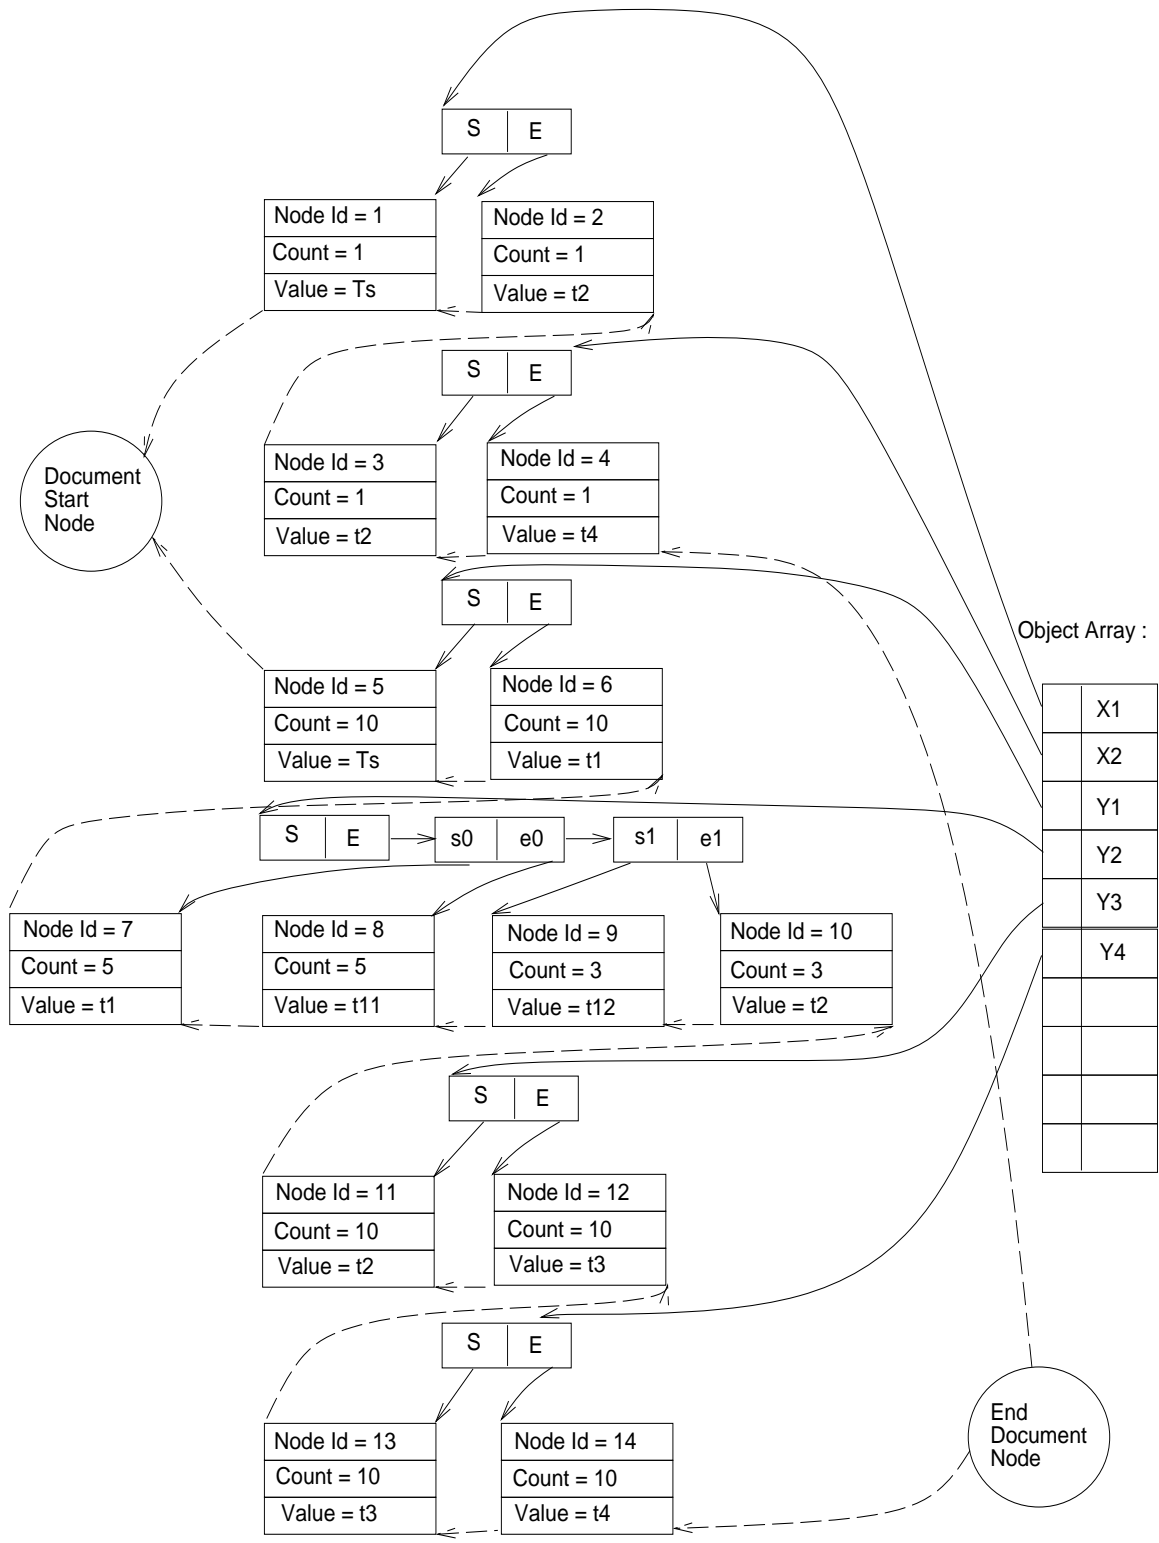 S E
Node Id = 1
Count = 1
Value = Ts
Node Id = 2
Count = 1
Value = t2
S E
Node Id = 3
Count = 1
Value = t2
Node Id = 4
Count = 1
Value = t4
Document
Start
Node
S E
Node Id = 5
Count = 10
Value = Ts
Node Id = 6
Count = 10
Value = t1
Object Array :
X1
X2
Y1
Y2
Y3
Y4
S E
s0 e0
s1 e1
Node Id = 7
Count = 5
Value = t1
Node Id = 8
Count = 5
Value = t11
Node Id = 9
Count = 3
Value = t12
Node Id = 10
Count = 3
Value = t2
S E
Node Id = 11
Count = 10
Value = t2
Node Id = 12
Count = 10
Value = t3
S E
Node Id = 13
Count = 10
Value = t3
Node Id = 14
Count = 10
Value = t4
End
Document
Node